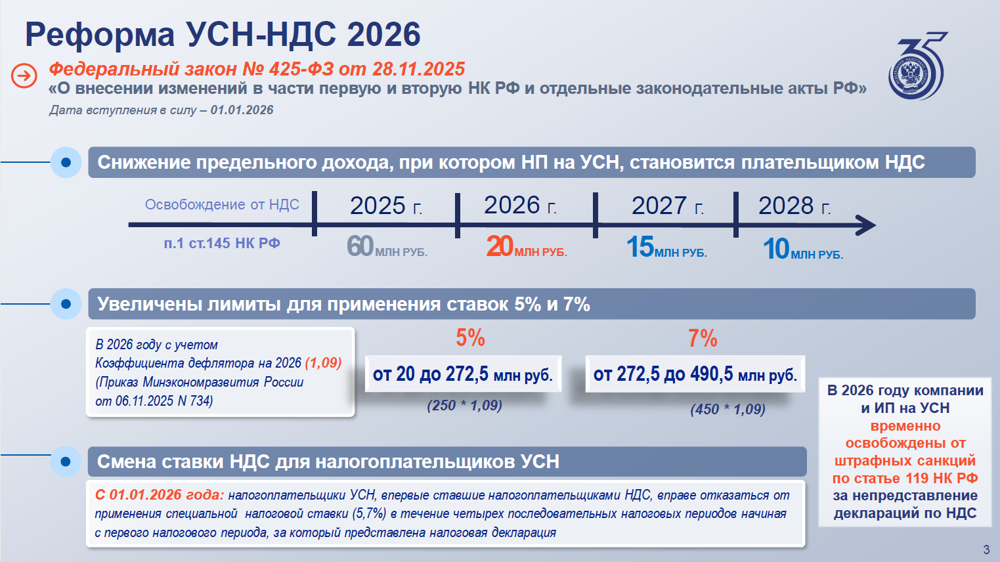 Реформа УСН-НДС 2026
Федеральный закон № 425-ФЗ от 28.11.2025
«О внесении изменений в части первую и вторую НК РФ и отдельные законодательные акты РФ»
Дата вступления в силу – 01.01.2026
Снижение предельного дохода, при котором НП на УСН, становится плательщиком НДС
Освобождение от НДС
2025 г.
2026 г.
2027 г.
2028 г.
п.1 ст.145 НК РФ
60 МЛН РУБ.
20 МЛН РУБ.
15 МЛН РУБ.
10 МЛН РУБ.
Увеличены лимиты для применения ставок 5% и 7%
В 2026 году с учетом
Коэффициента дефлятора на 2026 (1,09)
(Приказ Минэкономразвития России
от 06.11.2025 N 734)
5%
от 20 до 272,5 млн руб.
(250 * 1,09)
7%
от 272,5 до 490,5 млн руб.
(450 * 1,09)
В 2026 году компании
и ИП на УСН
временно
освобождены от
штрафных санкций
по статье 119 НК РФ
за непредставление
деклараций по НДС
Смена ставки НДС для налогоплательщиков УСН
С 01.01.2026 года: налогоплательщики УСН, впервые ставшие налогоплательщиками НДС, вправе отказаться от
применения специальной налоговой ставки (5,7%) в течение четырех последовательных налоговых периодов начиная
с первого налогового периода, за который представлена налоговая декларация
3